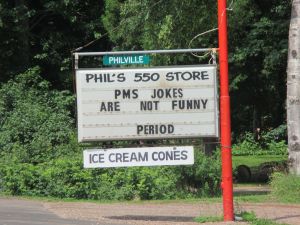 PHILVILLE
PHIL'S 550 STORE
PMS JOKES
ARE NOT FUNNY
PERIOD
ICE CREAM CONES